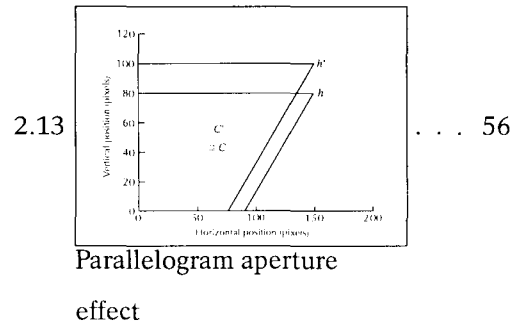 120
100
80
60
40
20
0
Vertical position (pixels)
h'
h
C'
C
0 50 100 150 200
Horizontal position (pixels)
2.13 . . . 56
Parallelogram aperture
effect